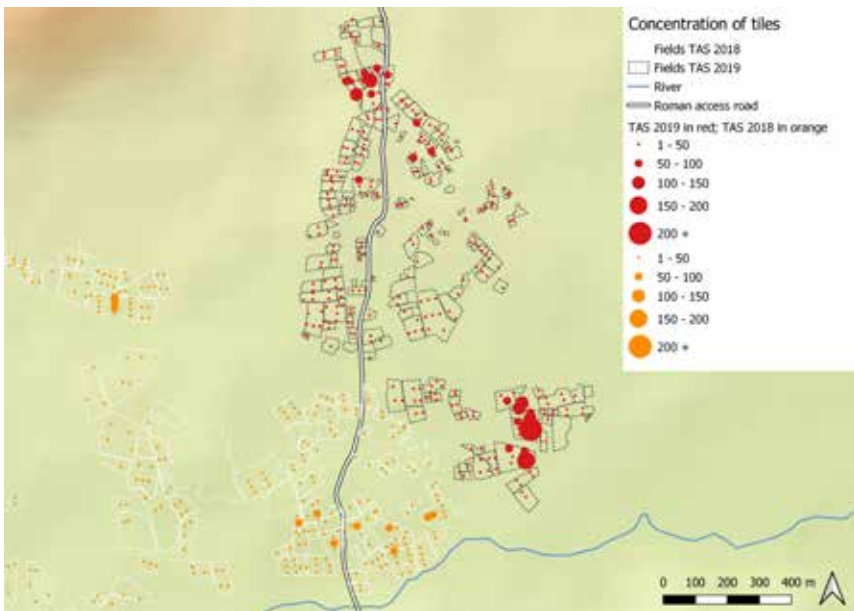 Concentration of tiles
Fields TAS 2018
Fields TAS 2019
River
Roman access road
TAS 2019 in red; TAS 2018 in orange
1 - 50
50 - 100
100 - 150
150 - 200
200 +
1 - 50
50 - 100
100 - 150
150 - 200
200 +
0 100 200 300 400 m